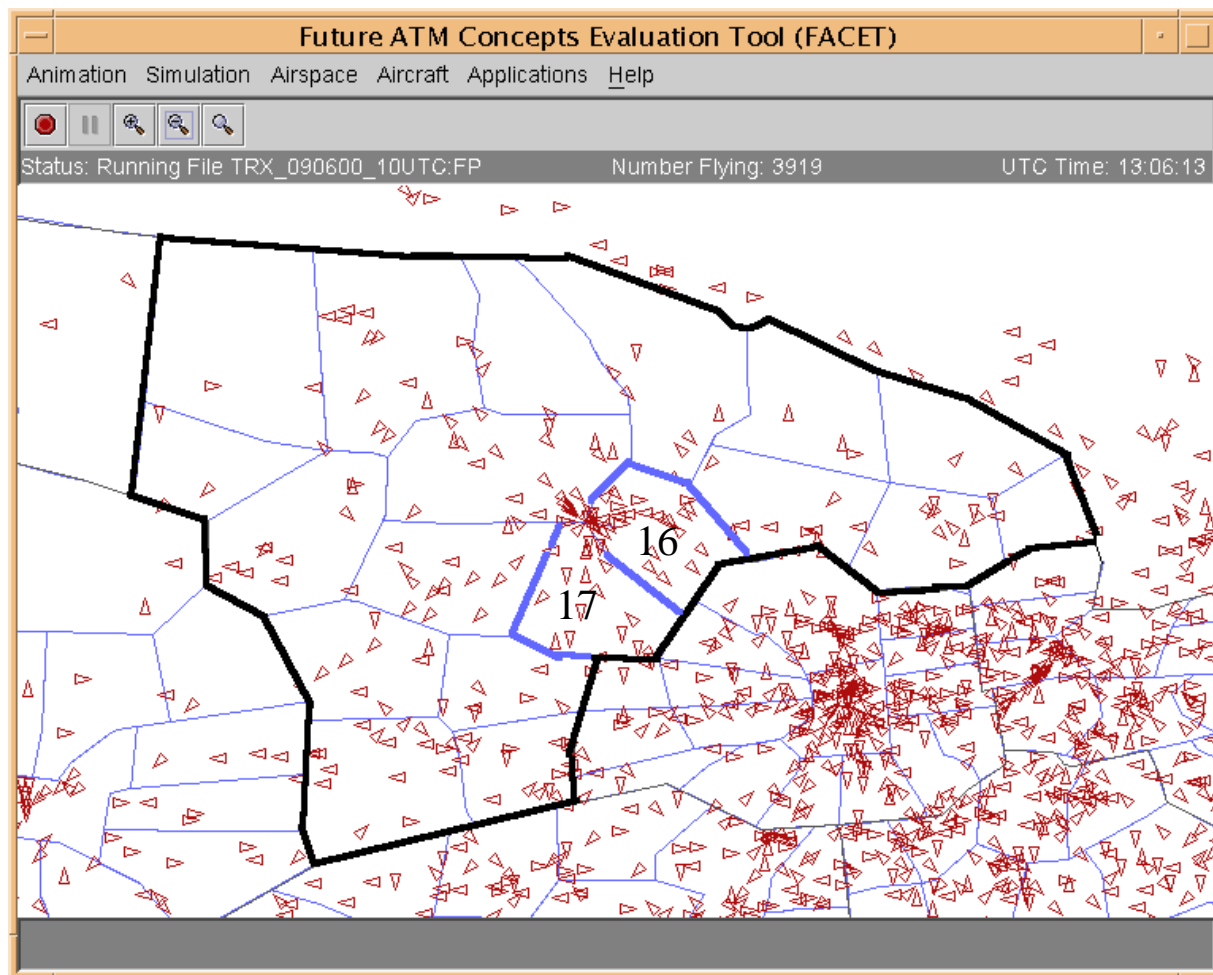 Future ATM Concepts Evaluation Tool (FACET)
Animation Simulation Airspace Aircraft Applications Help
Status: Running File TRX_090600_10UTC:FP Number Flying: 3919 UTC Time: 13:06:13
16
17